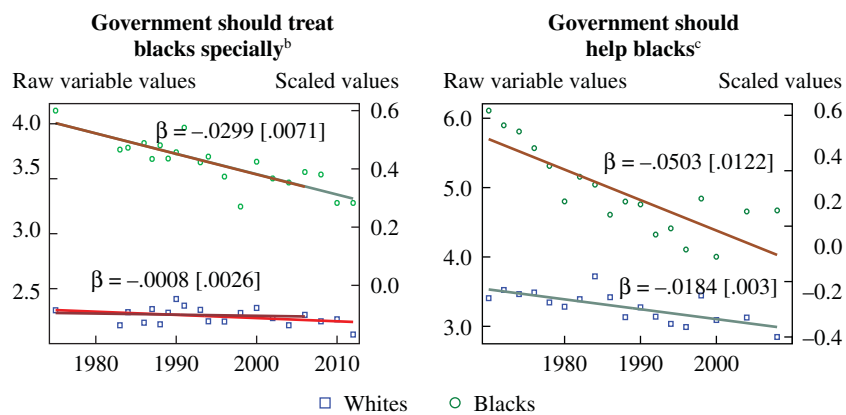 Government should treat
blacks speciallyᵇ
Raw variable values Scaled values
4.0
3.5
3.0
2.5
0.6
0.4
0.2
0.0
β = –.0299 [.0071]
β = –.0008 [.0026]
1980 1990 2000 2010
Government should
help blacksᶜ
Raw variable values Scaled values
6.0
5.0
4.0
3.0
0.6
0.4
0.2
0.0
–0.2
–0.4
β = –.0503 [.0122]
β = –.0184 [.003]
1980 1990 2000
Whites Blacks